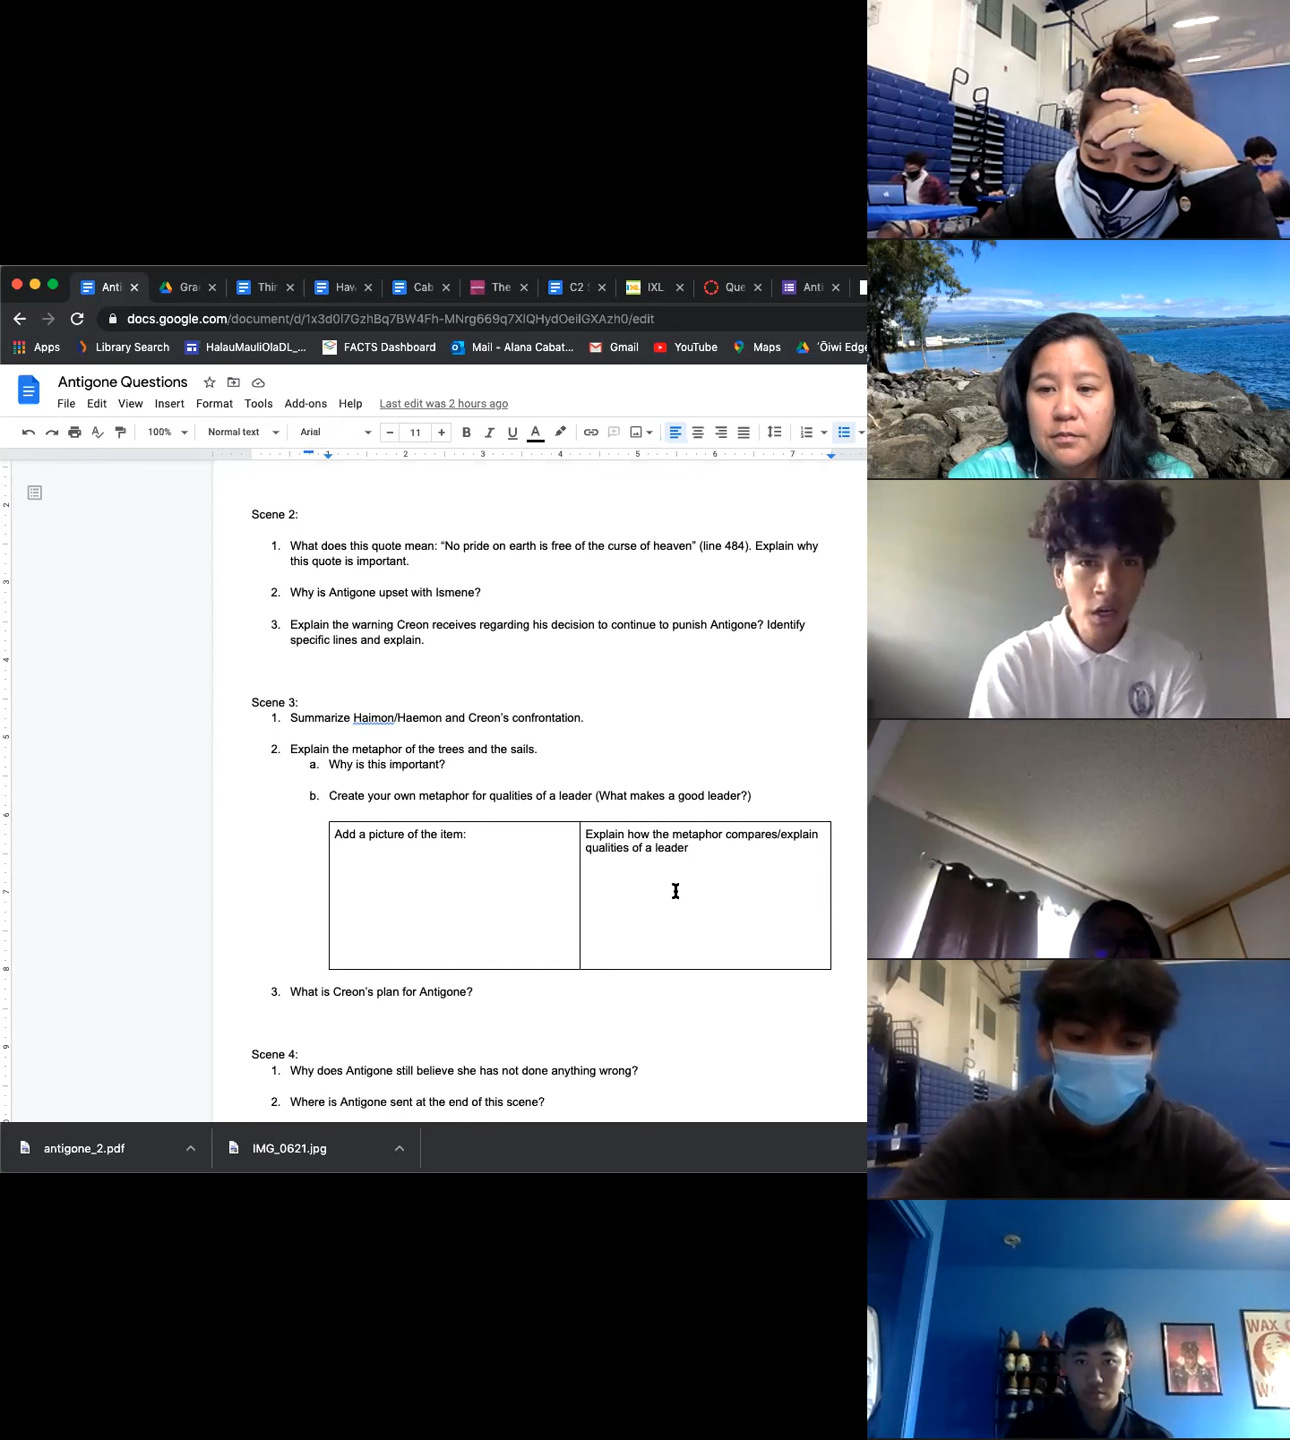 Anti
Gra
Thir
Haw
Cab
The
C2
IXL
Que
Anti
docs.google.com/document/d/1x3d0l7GzhBq7BW4Fh-MNrg669q7XlQHydOeilGXAzh0/edit
Apps
Library Search
HalauMauliOlaDL_...
FACTS Dashboard
Mail - Alana Cabat...
Gmail
YouTube
Maps
ʻŌiwi Edge
Antigone Questions
File Edit View Insert Format Tools Add-ons Help Last edit was 2 hours ago
100% Normal text Arial - 11 + B I U A
2 3 4 5 6 7
Scene 2:
1. What does this quote mean: “No pride on earth is free of the curse of heaven” (line 484). Explain why
this quote is important.
2. Why is Antigone upset with Ismene?
3. Explain the warning Creon receives regarding his decision to continue to punish Antigone? Identify
specific lines and explain.
Scene 3:
1. Summarize Haimon/Haemon and Creon’s confrontation.
2. Explain the metaphor of the trees and the sails.
a. Why is this important?
b. Create your own metaphor for qualities of a leader (What makes a good leader?)
Add a picture of the item:
Explain how the metaphor compares/explain
qualities of a leader
3. What is Creon’s plan for Antigone?
Scene 4:
1. Why does Antigone still believe she has not done anything wrong?
2. Where is Antigone sent at the end of this scene?
antigone_2.pdf
IMG_0621.jpg
WAX